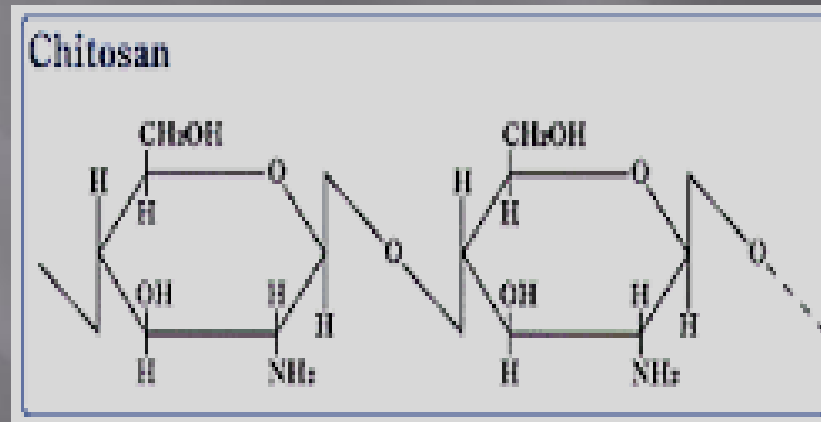 Chitosan
CH₂OH CH₂OH
H O H O
H H
O O
OH H OH H
H H
H NH₂ H NH₂